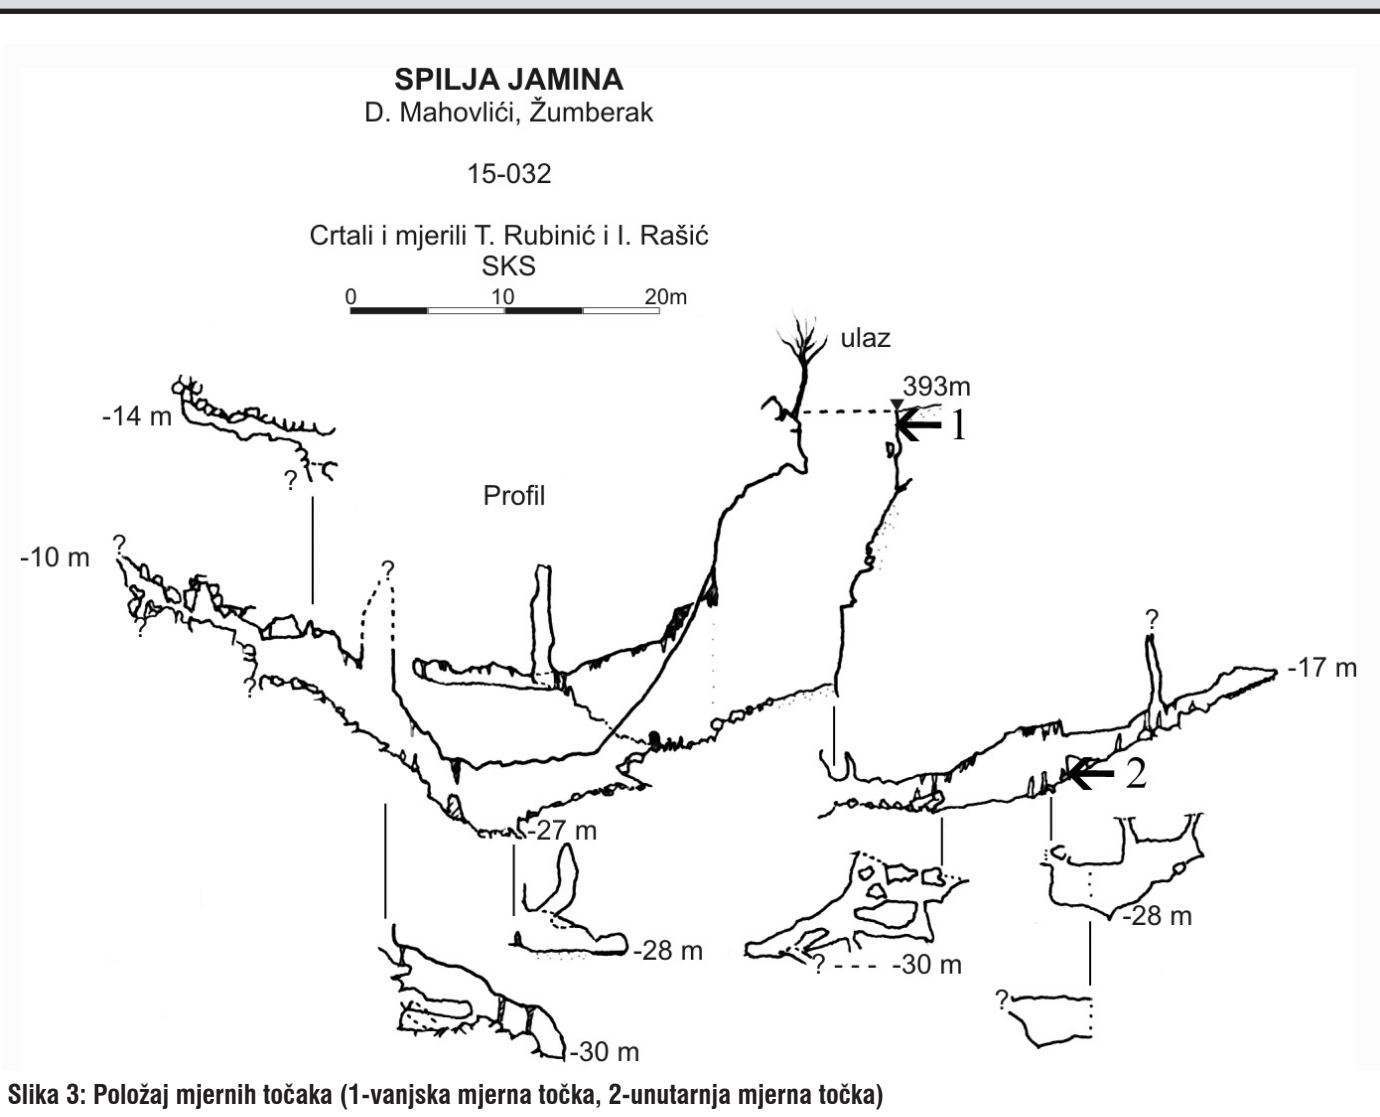 SPILJA JAMINA
D. Mahovlići, Žumberak
15-032
Crtali i mjerili T. Rubinić i I. Rašić
SKS
0 10 20m
ulaz
393m
1
-14 m
?
Profil
-10 m
?
?
?
?
?
-17 m
2
-27 m
-28 m
-28 m
? - - - -30 m
?
-30 m
Slika 3: Položaj mjernih točaka (1-vanjska mjerna točka, 2-unutarnja mjerna točka)